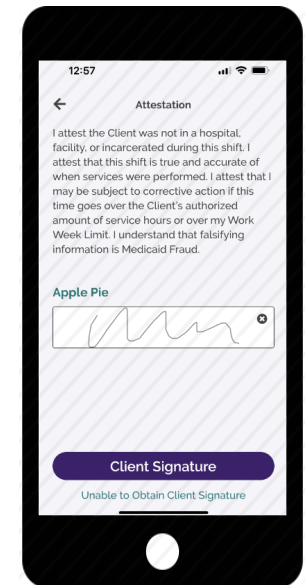 12:57
Attestation
I attest the Client was not in a hospital,
facility, or incarcerated during this shift. I
attest that this shift is true and accurate of
when services were performed. I attest that I
may be subject to corrective action if this
time goes over the Client's authorized
amount of service hours or over my Work
Week Limit. I understand that falsifying
information is Medicaid Fraud.
Apple Pie
Client Signature
Unable to Obtain Client Signature